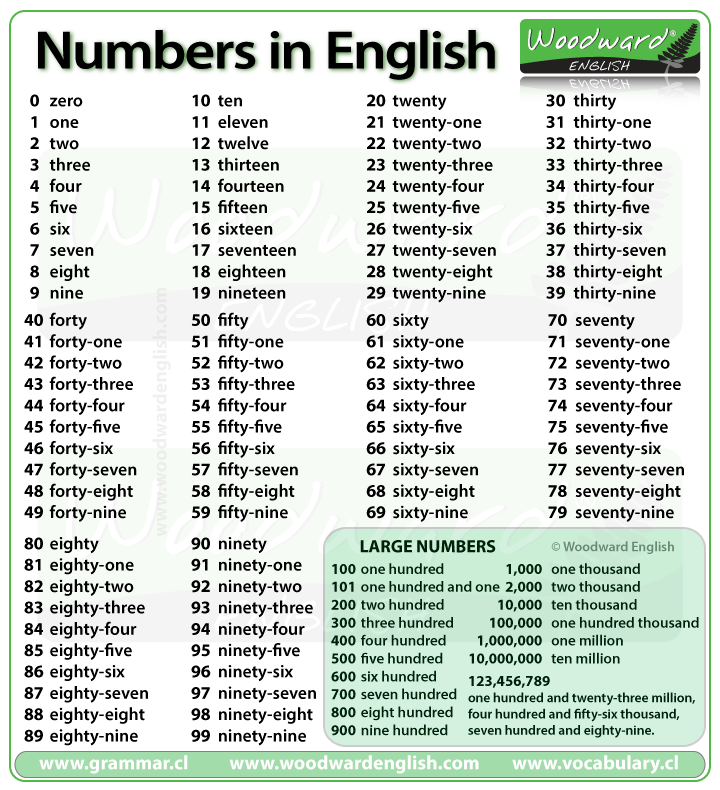 Numbers in English
Woodward®
ENGLISH
0 zero
1 one
2 two
3 three
4 four
5 five
6 six
7 seven
8 eight
9 nine
10 ten
11 eleven
12 twelve
13 thirteen
14 fourteen
15 fifteen
16 sixteen
17 seventeen
18 eighteen
19 nineteen
20 twenty
21 twenty-one
22 twenty-two
23 twenty-three
24 twenty-four
25 twenty-five
26 twenty-six
27 twenty-seven
28 twenty-eight
29 twenty-nine
30 thirty
31 thirty-one
32 thirty-two
33 thirty-three
34 thirty-four
35 thirty-five
36 thirty-six
37 thirty-seven
38 thirty-eight
39 thirty-nine
40 forty
41 forty-one
42 forty-two
43 forty-three
44 forty-four
45 forty-five
46 forty-six
47 forty-seven
48 forty-eight
49 forty-nine
50 fifty
51 fifty-one
52 fifty-two
53 fifty-three
54 fifty-four
55 fifty-five
56 fifty-six
57 fifty-seven
58 fifty-eight
59 fifty-nine
60 sixty
61 sixty-one
62 sixty-two
63 sixty-three
64 sixty-four
65 sixty-five
66 sixty-six
67 sixty-seven
68 sixty-eight
69 sixty-nine
70 seventy
71 seventy-one
72 seventy-two
73 seventy-three
74 seventy-four
75 seventy-five
76 seventy-six
77 seventy-seven
78 seventy-eight
79 seventy-nine
80 eighty
81 eighty-one
82 eighty-two
83 eighty-three
84 eighty-four
85 eighty-five
86 eighty-six
87 eighty-seven
88 eighty-eight
89 eighty-nine
90 ninety
91 ninety-one
92 ninety-two
93 ninety-three
94 ninety-four
95 ninety-five
96 ninety-six
97 ninety-seven
98 ninety-eight
99 ninety-nine
LARGE NUMBERS
© Woodward English
100 one hundred
101 one hundred and one
200 two hundred
300 three hundred
400 four hundred
500 five hundred
600 six hundred
700 seven hundred
800 eight hundred
900 nine hundred
1,000 one thousand
2,000 two thousand
10,000 ten thousand
100,000 one hundred thousand
1,000,000 one million
10,000,000 ten million
123,456,789
one hundred and twenty-three million,
four hundred and fifty-six thousand,
seven hundred and eighty-nine.
www.grammar.cl www.woodwardenglish.com www.vocabulary.cl
www.woodwardenglish.com
Woodward
ENGLISH
Woodward
ENGLISH